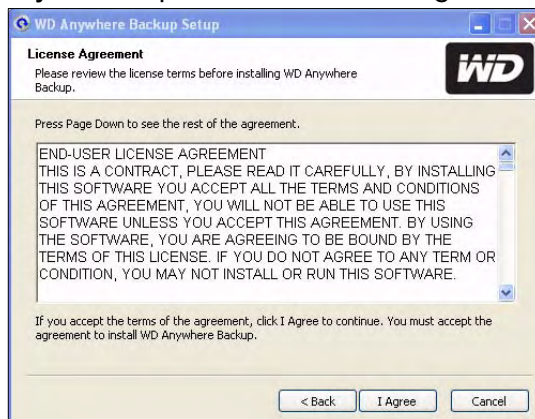 WD Anywhere Backup Setup
License Agreement
Please review the license terms before installing WD Anywhere
Backup.
WD
Press Page Down to see the rest of the agreement.
END-USER LICENSE AGREEMENT
THIS IS A CONTRACT, PLEASE READ IT CAREFULLY, BY INSTALLING
THIS SOFTWARE YOU ACCEPT ALL THE TERMS AND CONDITIONS
OF THIS AGREEMENT, YOU WILL NOT BE ABLE TO USE THIS
SOFTWARE UNLESS YOU ACCEPT THIS AGREEMENT. BY USING
THE SOFTWARE, YOU ARE AGREEING TO BE BOUND BY THE
TERMS OF THIS LICENSE. IF YOU DO NOT AGREE TO ANY TERM OR
CONDITION, YOU MAY NOT INSTALL OR RUN THIS SOFTWARE.
If you accept the terms of the agreement, click I Agree to continue. You must accept the
agreement to install WD Anywhere Backup.
< Back I Agree Cancel